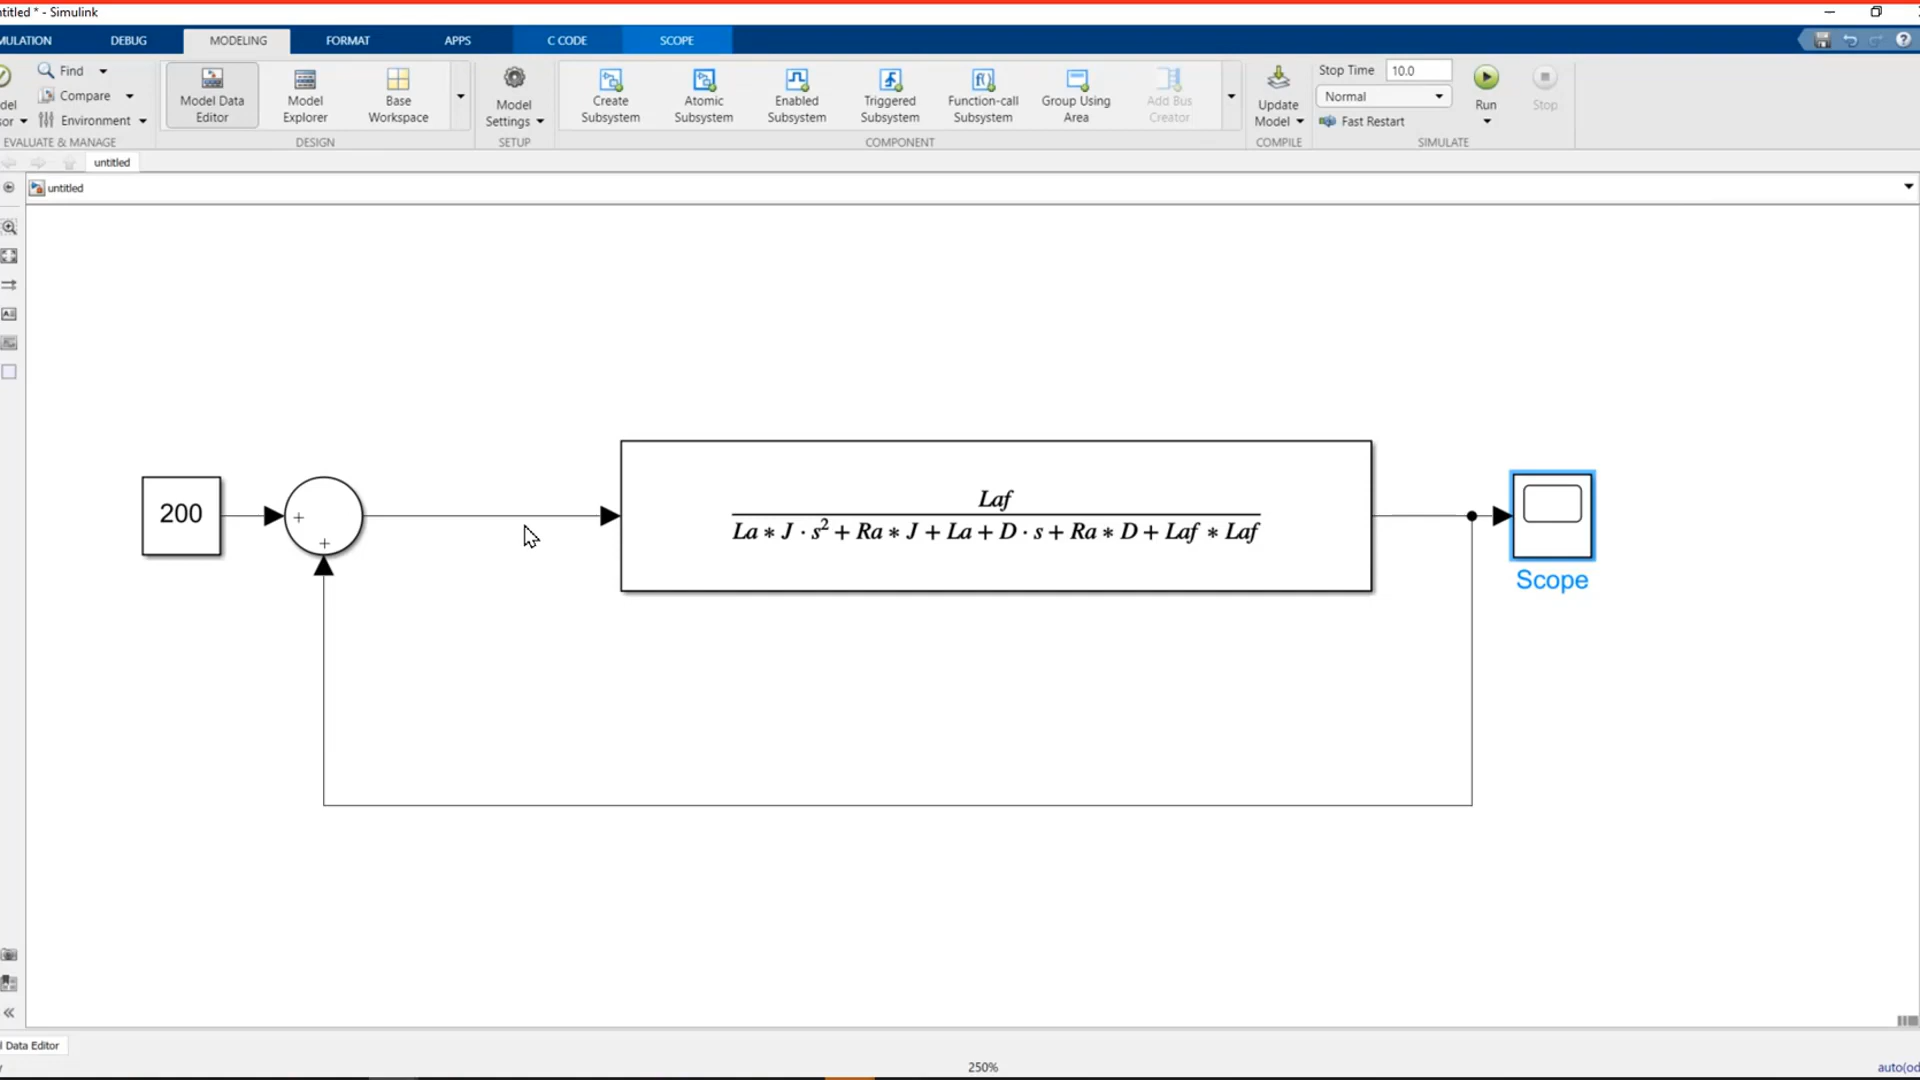 ntitled * - Simulink
MULATION DEBUG MODELING FORMAT APPS C CODE SCOPE
Find
Compare
Environment
EVALUATE & MANAGE
Model Data Editor
Model Explorer
Base Workspace
DESIGN
Model Settings
SETUP
Create Subsystem
Atomic Subsystem
Enabled Subsystem
Triggered Subsystem
Function-call Subsystem
Group Using Area
Add Bus Creator
COMPONENT
Update Model
COMPILE
Stop Time 10.0
Normal
Fast Restart
Run
Stop
SIMULATE
untitled
untitled
200
+
+
Laf
La * J · s² + Ra * J + La + D · s + Ra * D + Laf * Laf
Scope
l Data Editor
250%
auto(od